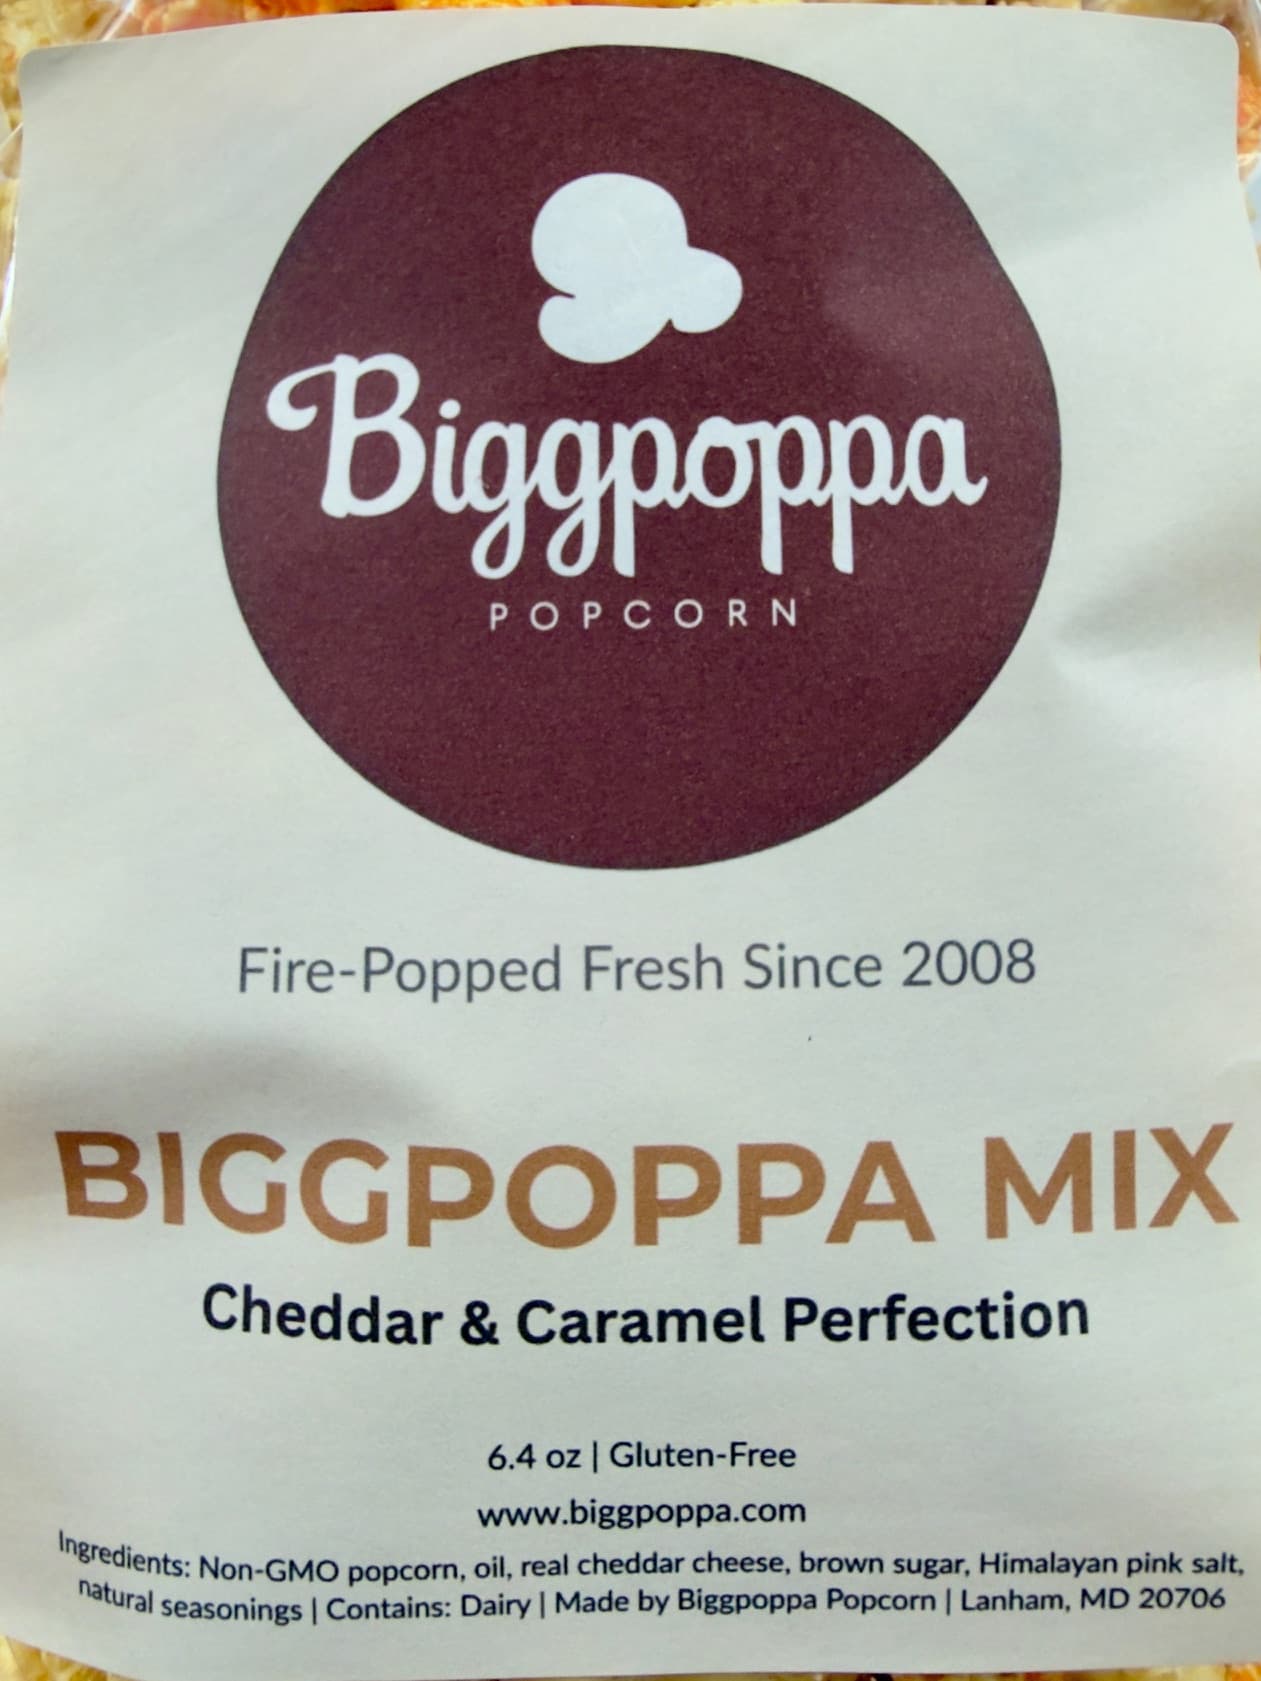 Biggpoppa
POPCORN
Fire-Popped Fresh Since 2008
BIGGPOPPA MIX
Cheddar & Caramel Perfection
6.4 oz | Gluten-Free
www.biggpoppa.com
Ingredients: Non-GMO popcorn, oil, real cheddar cheese, brown sugar, Himalayan pink salt,
natural seasonings | Contains: Dairy | Made by Biggpoppa Popcorn | Lanham, MD 20706